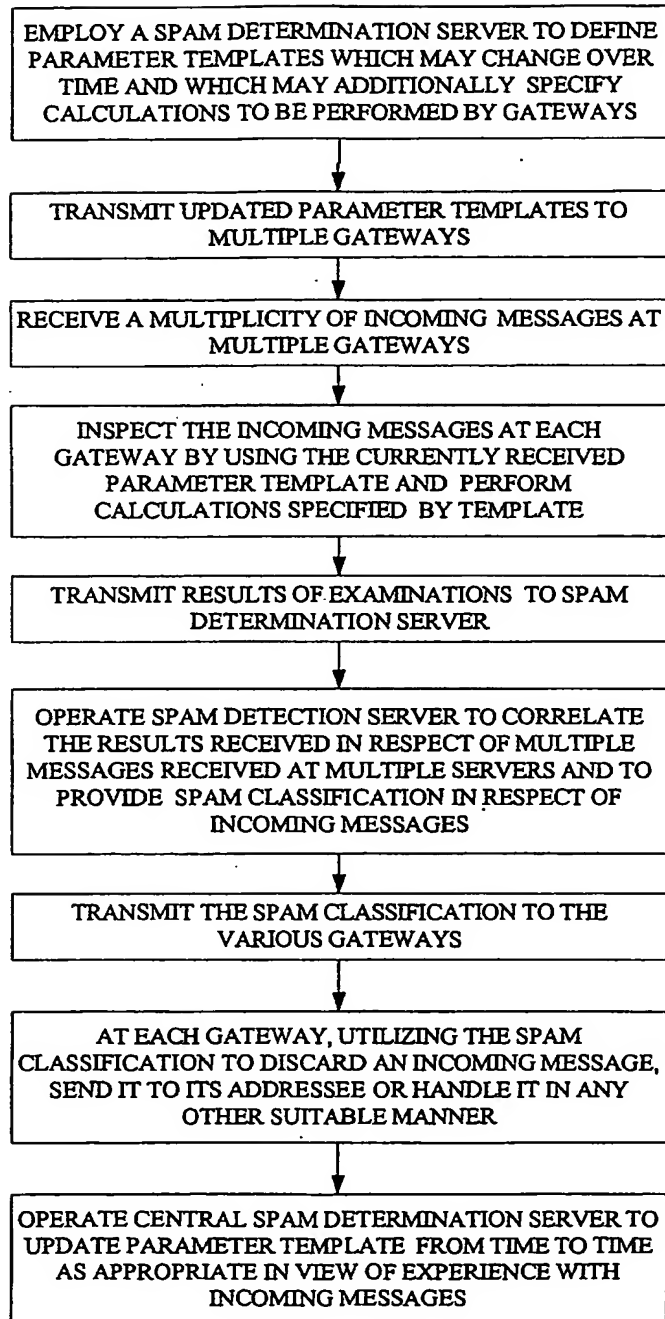 EMPLOY A SPAM DETERMINATION SERVER TO DEFINE
PARAMETER TEMPLATES WHICH MAY CHANGE OVER
TIME AND WHICH MAY ADDITIONALLY SPECIFY
CALCULATIONS TO BE PERFORMED BY GATEWAYS
TRANSMIT UPDATED PARAMETER TEMPLATES TO
MULTIPLE GATEWAYS
RECEIVE A MULTIPLICITY OF INCOMING MESSAGES AT
MULTIPLE GATEWAYS
INSPECT THE INCOMING MESSAGES AT EACH
GATEWAY BY USING THE CURRENTLY RECEIVED
PARAMETER TEMPLATE AND PERFORM
CALCULATIONS SPECIFIED BY TEMPLATE
TRANSMIT RESULTS OF EXAMINATIONS TO SPAM
DETERMINATION SERVER
OPERATE SPAM DETECTION SERVER TO CORRELATE
THE RESULTS RECEIVED IN RESPECT OF MULTIPLE
MESSAGES RECEIVED AT MULTIPLE SERVERS AND TO
PROVIDE SPAM CLASSIFICATION IN RESPECT OF
INCOMING MESSAGES
TRANSMIT THE SPAM CLASSIFICATION TO THE
VARIOUS GATEWAYS
AT EACH GATEWAY, UTILIZING THE SPAM
CLASSIFICATION TO DISCARD AN INCOMING MESSAGE,
SEND IT TO ITS ADDRESSEE OR HANDLE IT IN ANY
OTHER SUITABLE MANNER
OPERATE CENTRAL SPAM DETERMINATION SERVER TO
UPDATE PARAMETER TEMPLATE FROM TIME TO TIME
AS APPROPRIATE IN VIEW OF EXPERIENCE WITH
INCOMING MESSAGES